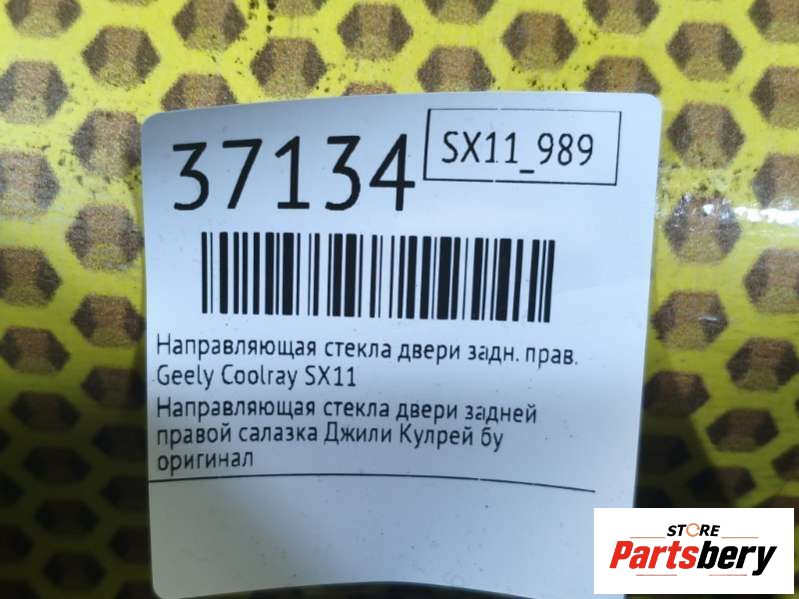 37134
SX11_989
Направляющая стекла двери задн. прав.
Geely Coolray SX11
Направляющая стекла двери задней
правой салазка Джили Кулрей бу
оригинал
STORE
Partsbery